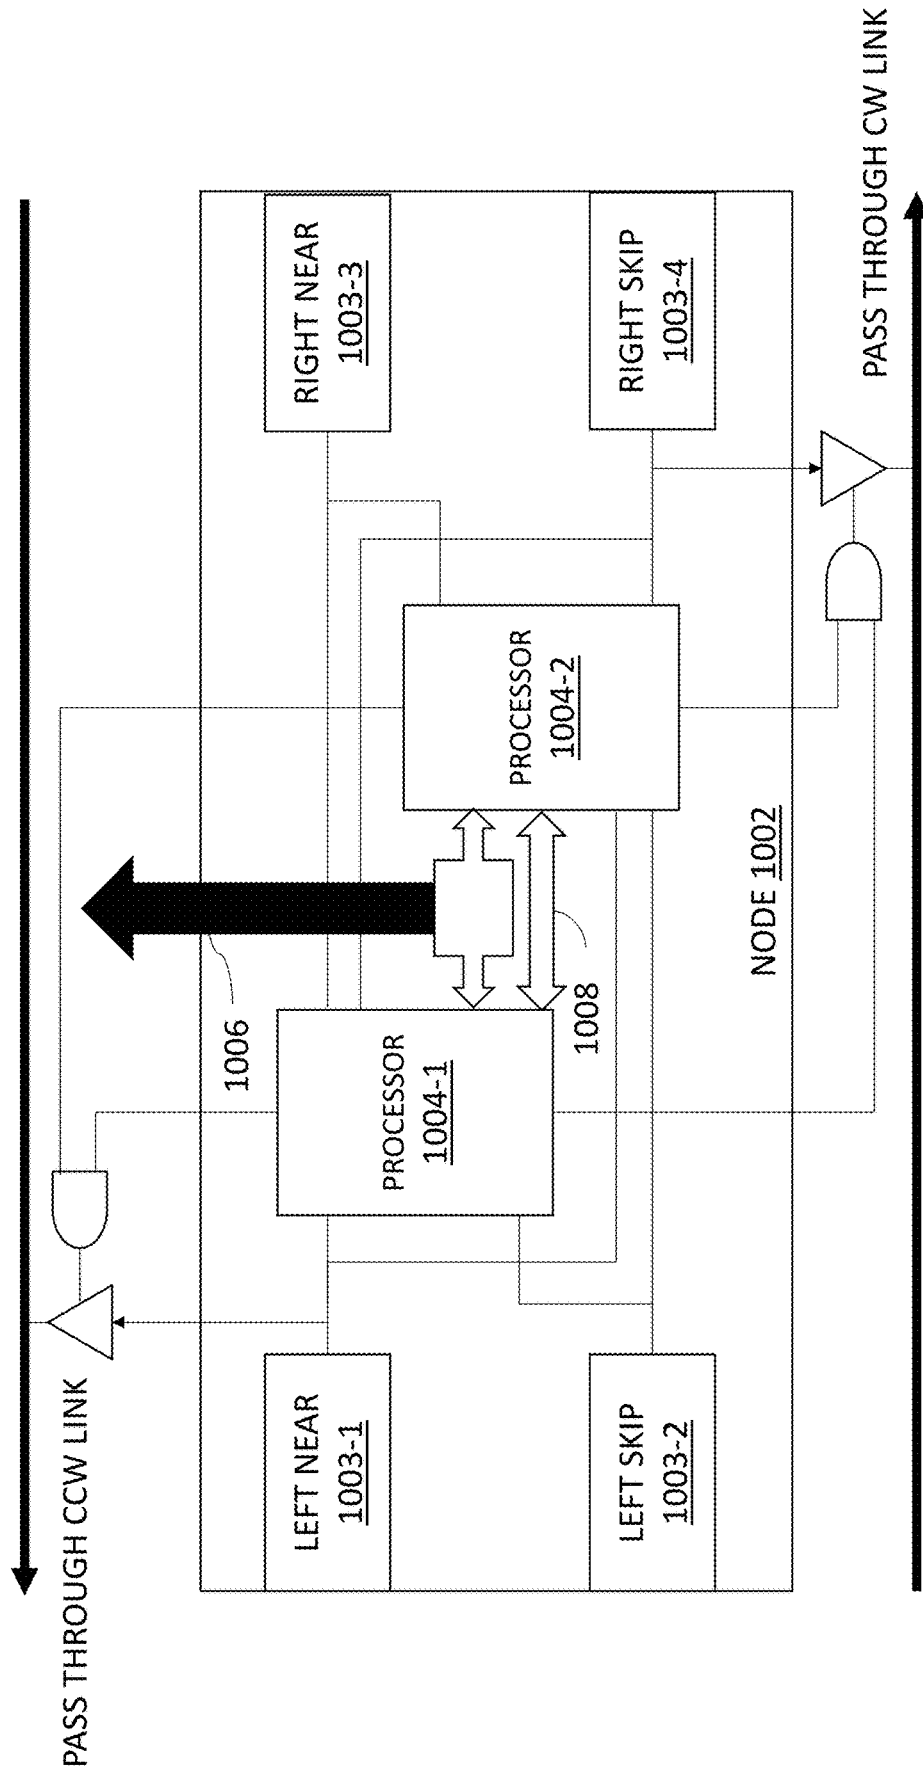 PASS THROUGH CCW LINK
LEFT NEAR
1003-1
LEFT SKIP
1003-2
PROCESSOR
1004-1
1006
1008
PROCESSOR
1004-2
NODE 1002
RIGHT NEAR
1003-3
RIGHT SKIP
1003-4
PASS THROUGH CW LINK